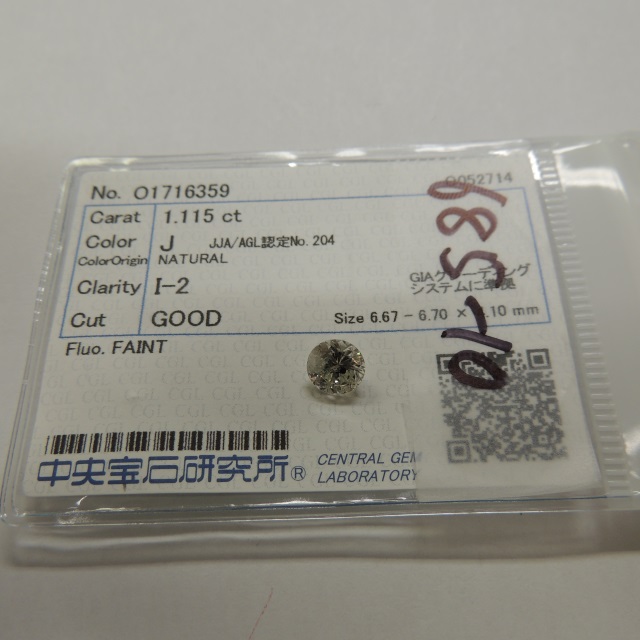 No. O1716359
O052714
Carat 1.115 ct
Color J JJA/AGL認定No.204
ColorOrigin NATURAL
Clarity I-2
GIAグレーディング
システムに準拠
Cut GOOD Size 6.67 - 6.70 × .10 mm
Fluo. FAINT
中央宝石研究所®
CENTRAL GEM
LABORATORY
CGL